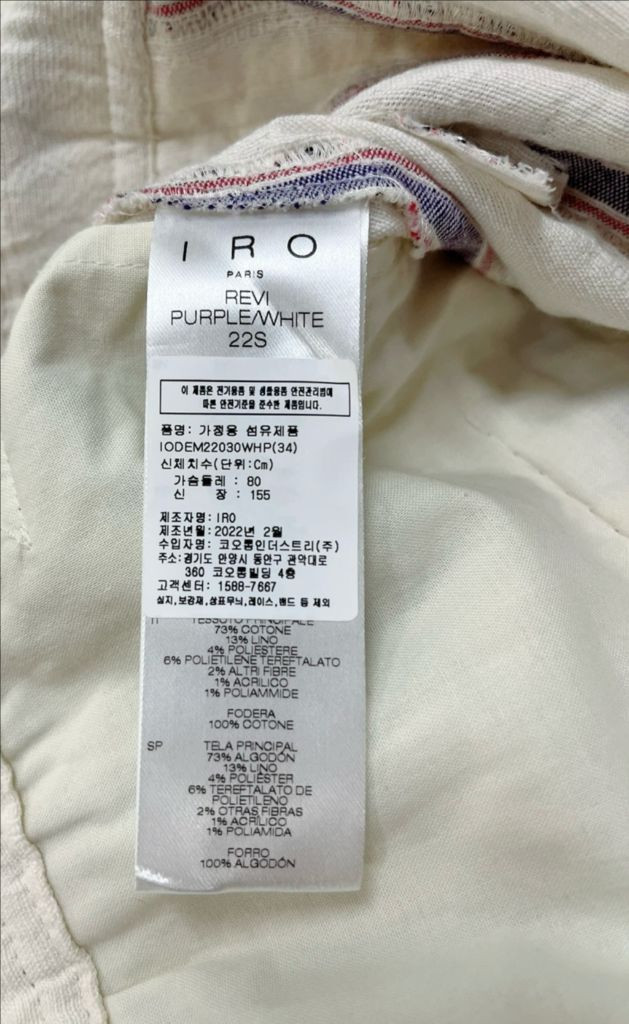 IRO
PARIS
REVI
PURPLE/WHITE
22S
이 제품은 전기용품 및 생활용품 안전관리법에
따른 안전기준을 준수한 제품입니다.
품명: 가정용 섬유제품
IODEM22030WHP(34)
신체치수(단위:Cm)
가슴둘레 : 80
신 장 : 155
제조자명: IRO
제조년월: 2022년 2월
수입자명: 코오롱인더스트리(주)
주소: 경기도 안양시 동안구 관악대로
360 코오롱빌딩 4층
고객센터: 1588-7667
실지,보강재,상표무늬,레이스,밴드 등 제외
IT TESSUTO PRINCIPALE
73% COTONE
13% LINO
4% POLIESTERE
6% POLIETILENE TEREFTALATO
2% ALTRI FIBRE
1% ACRILICO
1% POLIAMMIDE
FODERA
100% COTONE
SP TELA PRINCIPAL
73% ALGODÓN
13% LINO
4% POLIÉSTER
6% TEREFTALATO DE
POLIETILENO
2% OTRAS FIBRAS
1% ACRÍLICO
1% POLIAMIDA
FORRO
100% ALGODÓN